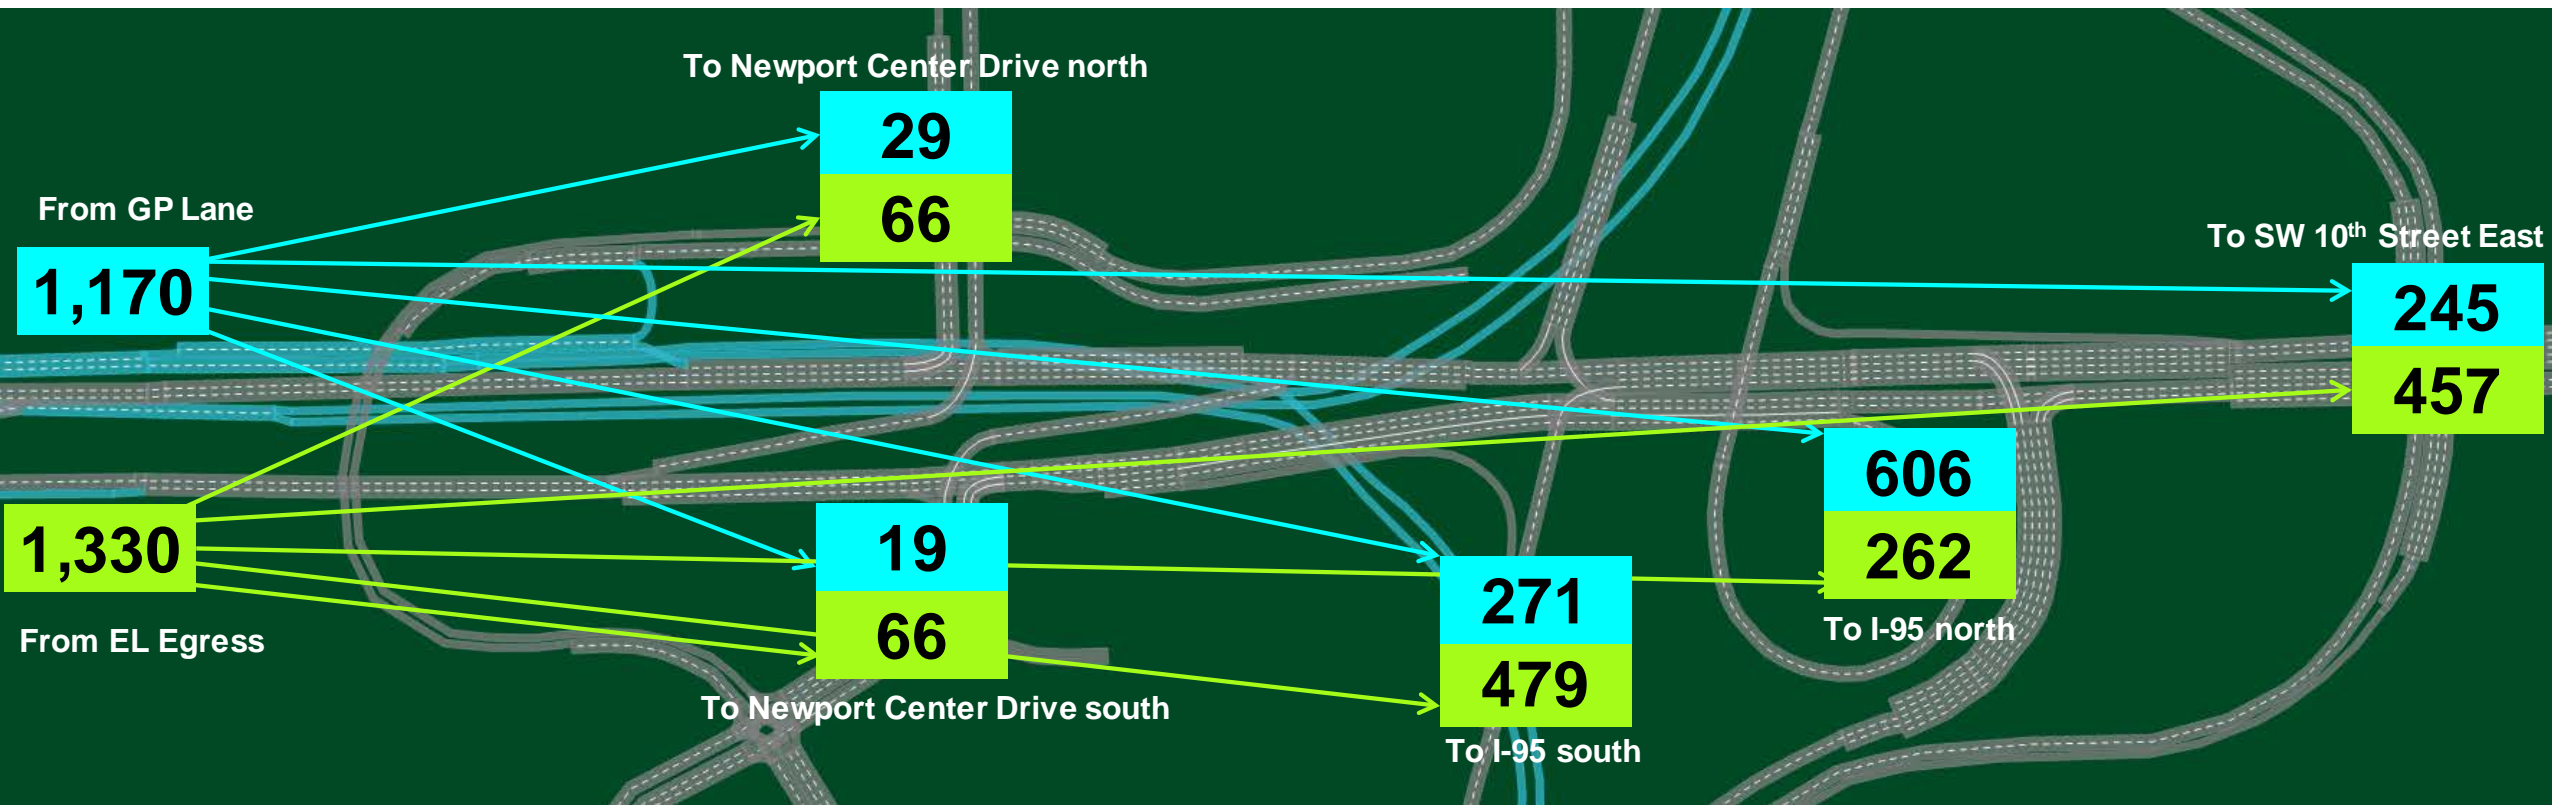 To Newport Center Drive north
29
66
From GP Lane
1,170
To SW 10th Street East
245
457
606
262
To I-95 north
1,330
From EL Egress
19
66
To Newport Center Drive south
271
479
To I-95 south